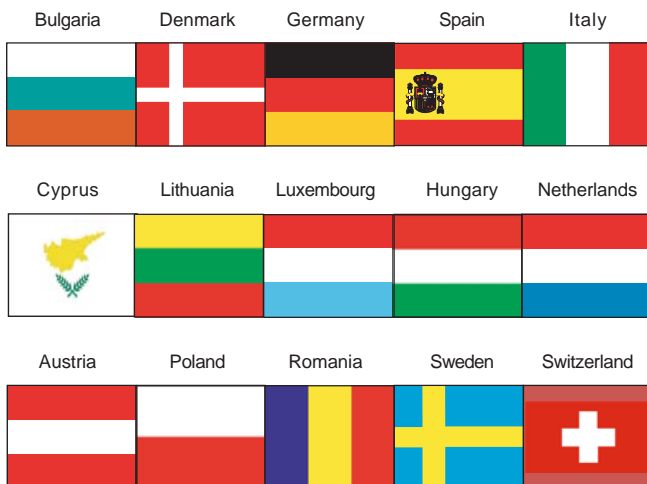 Bulgaria Denmark Germany Spain Italy
Cyprus Lithuania Luxembourg Hungary Netherlands
Austria Poland Romania Sweden Switzerland